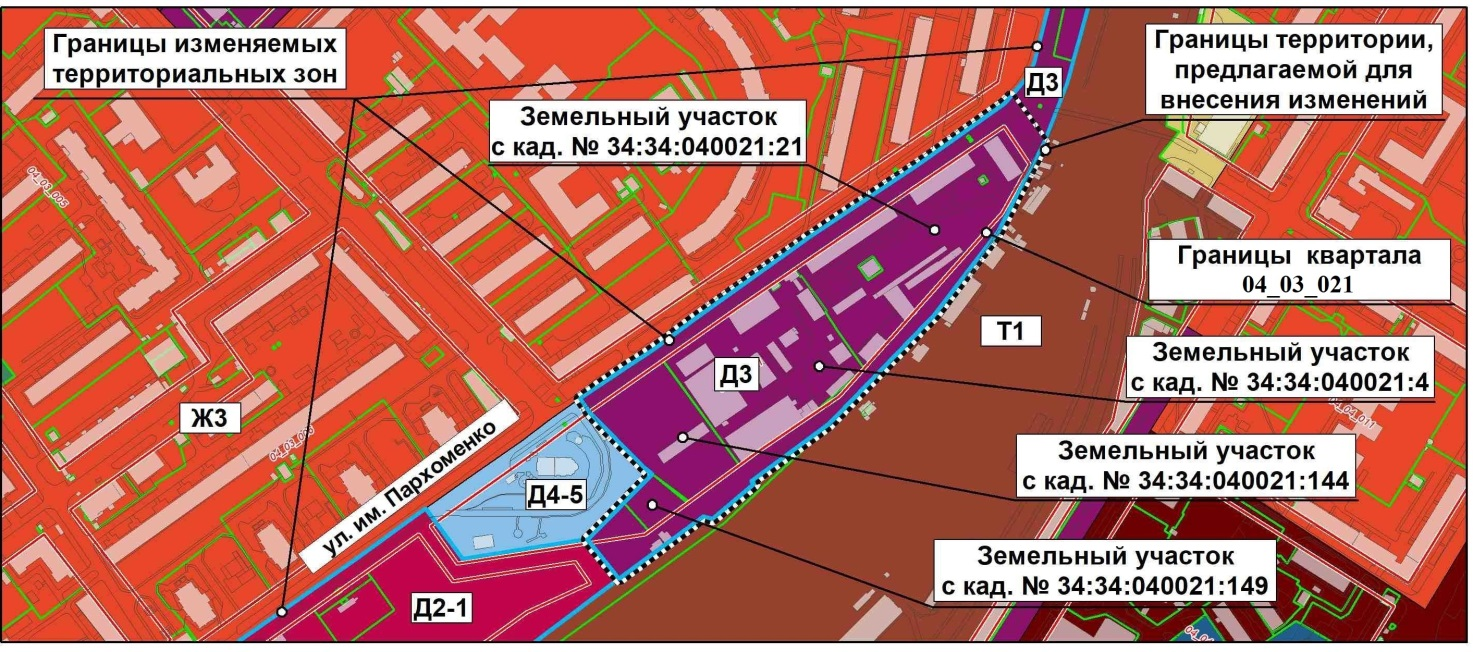 Границы изменяемых
территориальных зон
Земельный участок
с кад. № 34:34:040021:21
Д3
Границы территории,
предлагаемой для
внесения изменений
Границы квартала
04_03_021
Т1
Земельный участок
с кад. № 34:34:040021:4
Д3
Ж3
Земельный участок
с кад. № 34:34:040021:144
ул. им. Пархоменко
Д4-5
Земельный участок
с кад. № 34:34:040021:149
Д2-1
04_03_005
04_04_011